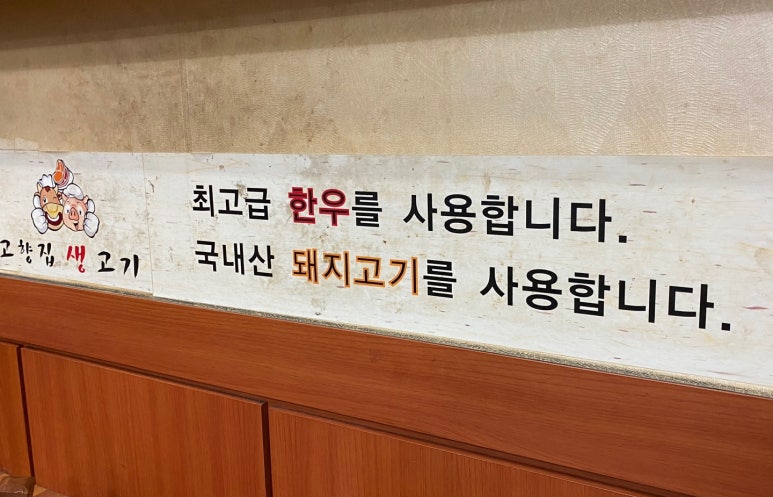 고향집 생고기
최고급 한우를 사용합니다.
국내산 돼지고기를 사용합니다.